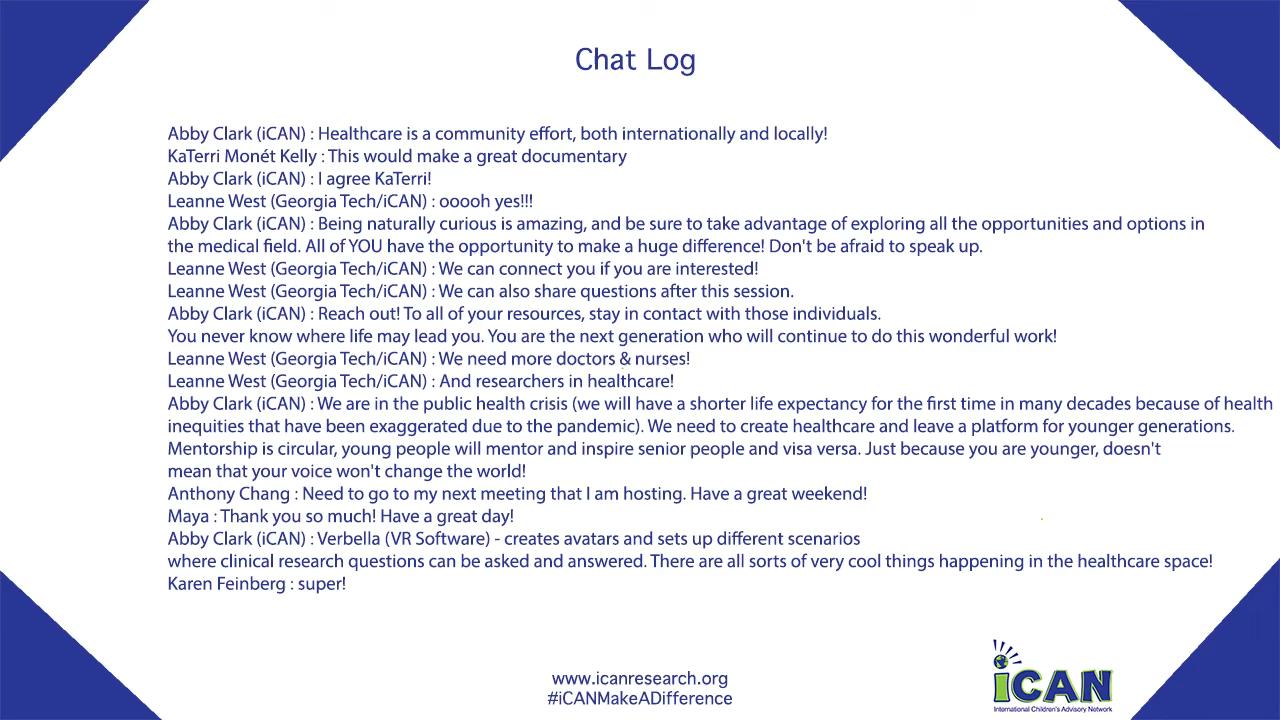 Chat Log
Abby Clark (iCAN) : Healthcare is a community effort, both internationally and locally!
KaTerri Monét Kelly : This would make a great documentary
Abby Clark (iCAN) : I agree KaTerri!
Leanne West (Georgia Tech/iCAN) : ooooh yes!!!
Abby Clark (iCAN) : Being naturally curious is amazing, and be sure to take advantage of exploring all the opportunities and options in
the medical field. All of YOU have the opportunity to make a huge difference! Don't be afraid to speak up.
Leanne West (Georgia Tech/iCAN) : We can connect you if you are interested!
Leanne West (Georgia Tech/iCAN) : We can also share questions after this session.
Abby Clark (iCAN) : Reach out! To all of your resources, stay in contact with those individuals.
You never know where life may lead you. You are the next generation who will continue to do this wonderful work!
Leanne West (Georgia Tech/iCAN) : We need more doctors & nurses!
Leanne West (Georgia Tech/iCAN) : And researchers in healthcare!
Abby Clark (iCAN) : We are in the public health crisis (we will have a shorter life expectancy for the first time in many decades because of health
inequities that have been exaggerated due to the pandemic). We need to create healthcare and leave a platform for younger generations.
Mentorship is circular, young people will mentor and inspire senior people and visa versa. Just because you are younger, doesn't
mean that your voice won't change the world!
Anthony Chang : Need to go to my next meeting that I am hosting. Have a great weekend!
Maya : Thank you so much! Have a great day!
Abby Clark (iCAN) : Verbella (VR Software) - creates avatars and sets up different scenarios
where clinical research questions can be asked and answered. There are all sorts of very cool things happening in the healthcare space!
Karen Feinberg : super!
www.icanresearch.org
#iCANMakeADifference
iCAN
International Children's Advisory Network